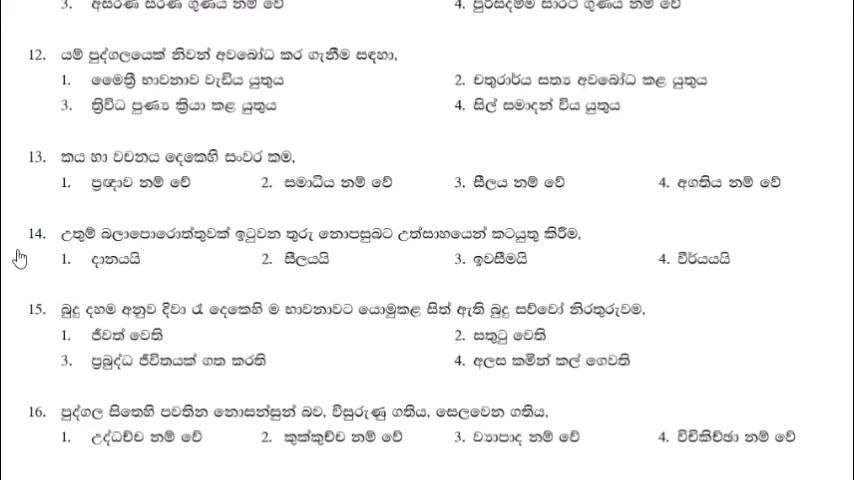 3. අසරණ සරණ ගුණය නම් වේ 4. පුරිසදම්ම සාරථි ගුණය නම් වේ
12. යම් පුද්ගලයෙක් නිවන් අවබෝධ කර ගැනීම සඳහා,
1. මෛත්‍රී භාවනාව වැඩිය යුතුය 2. චතුරාර්ය සත්‍ය අවබෝධ කළ යුතුය
3. ත්‍රිවිධ පුණ්‍ය ක්‍රියා කළ යුතුය 4. සිල් සමාදන් විය යුතුය
13. කය හා වචනය දෙකෙහි සංවර කම,
1. ප්‍රඥාව නම් වේ 2. සමාධිය නම් වේ 3. සීලය නම් වේ 4. අගතිය නම් වේ
14. උතුම් බලාපොරොත්තුවක් ඉටුවන තුරු නොපසුබට උත්සාහයෙන් කටයුතු කිරීම,
1. දානයයි 2. සීලයයි 3. ඉවසීමයි 4. වීර්යයයි
15. බුදු දහම අනුව දිවා රෑ දෙකෙහි ම භාවනාවට යොමුකළ සිත් ඇති බුදු සව්වෝ නිරතුරුවම,
1. ජීවත් වෙති 2. සතුටු වෙති
3. ප්‍රබුද්ධ ජීවිතයක් ගත කරති 4. අලස කමින් කල් ගෙවති
16. පුද්ගල සිතෙහි පවතින නොසන්සුන් බව, විසුරුණු ගතිය, සෙලවෙන ගතිය,
1. උද්ධච්ච නම් වේ 2. කුක්කුච්ච නම් වේ 3. ව්‍යාපාද නම් වේ 4. විචිකිච්ඡා නම් වේ